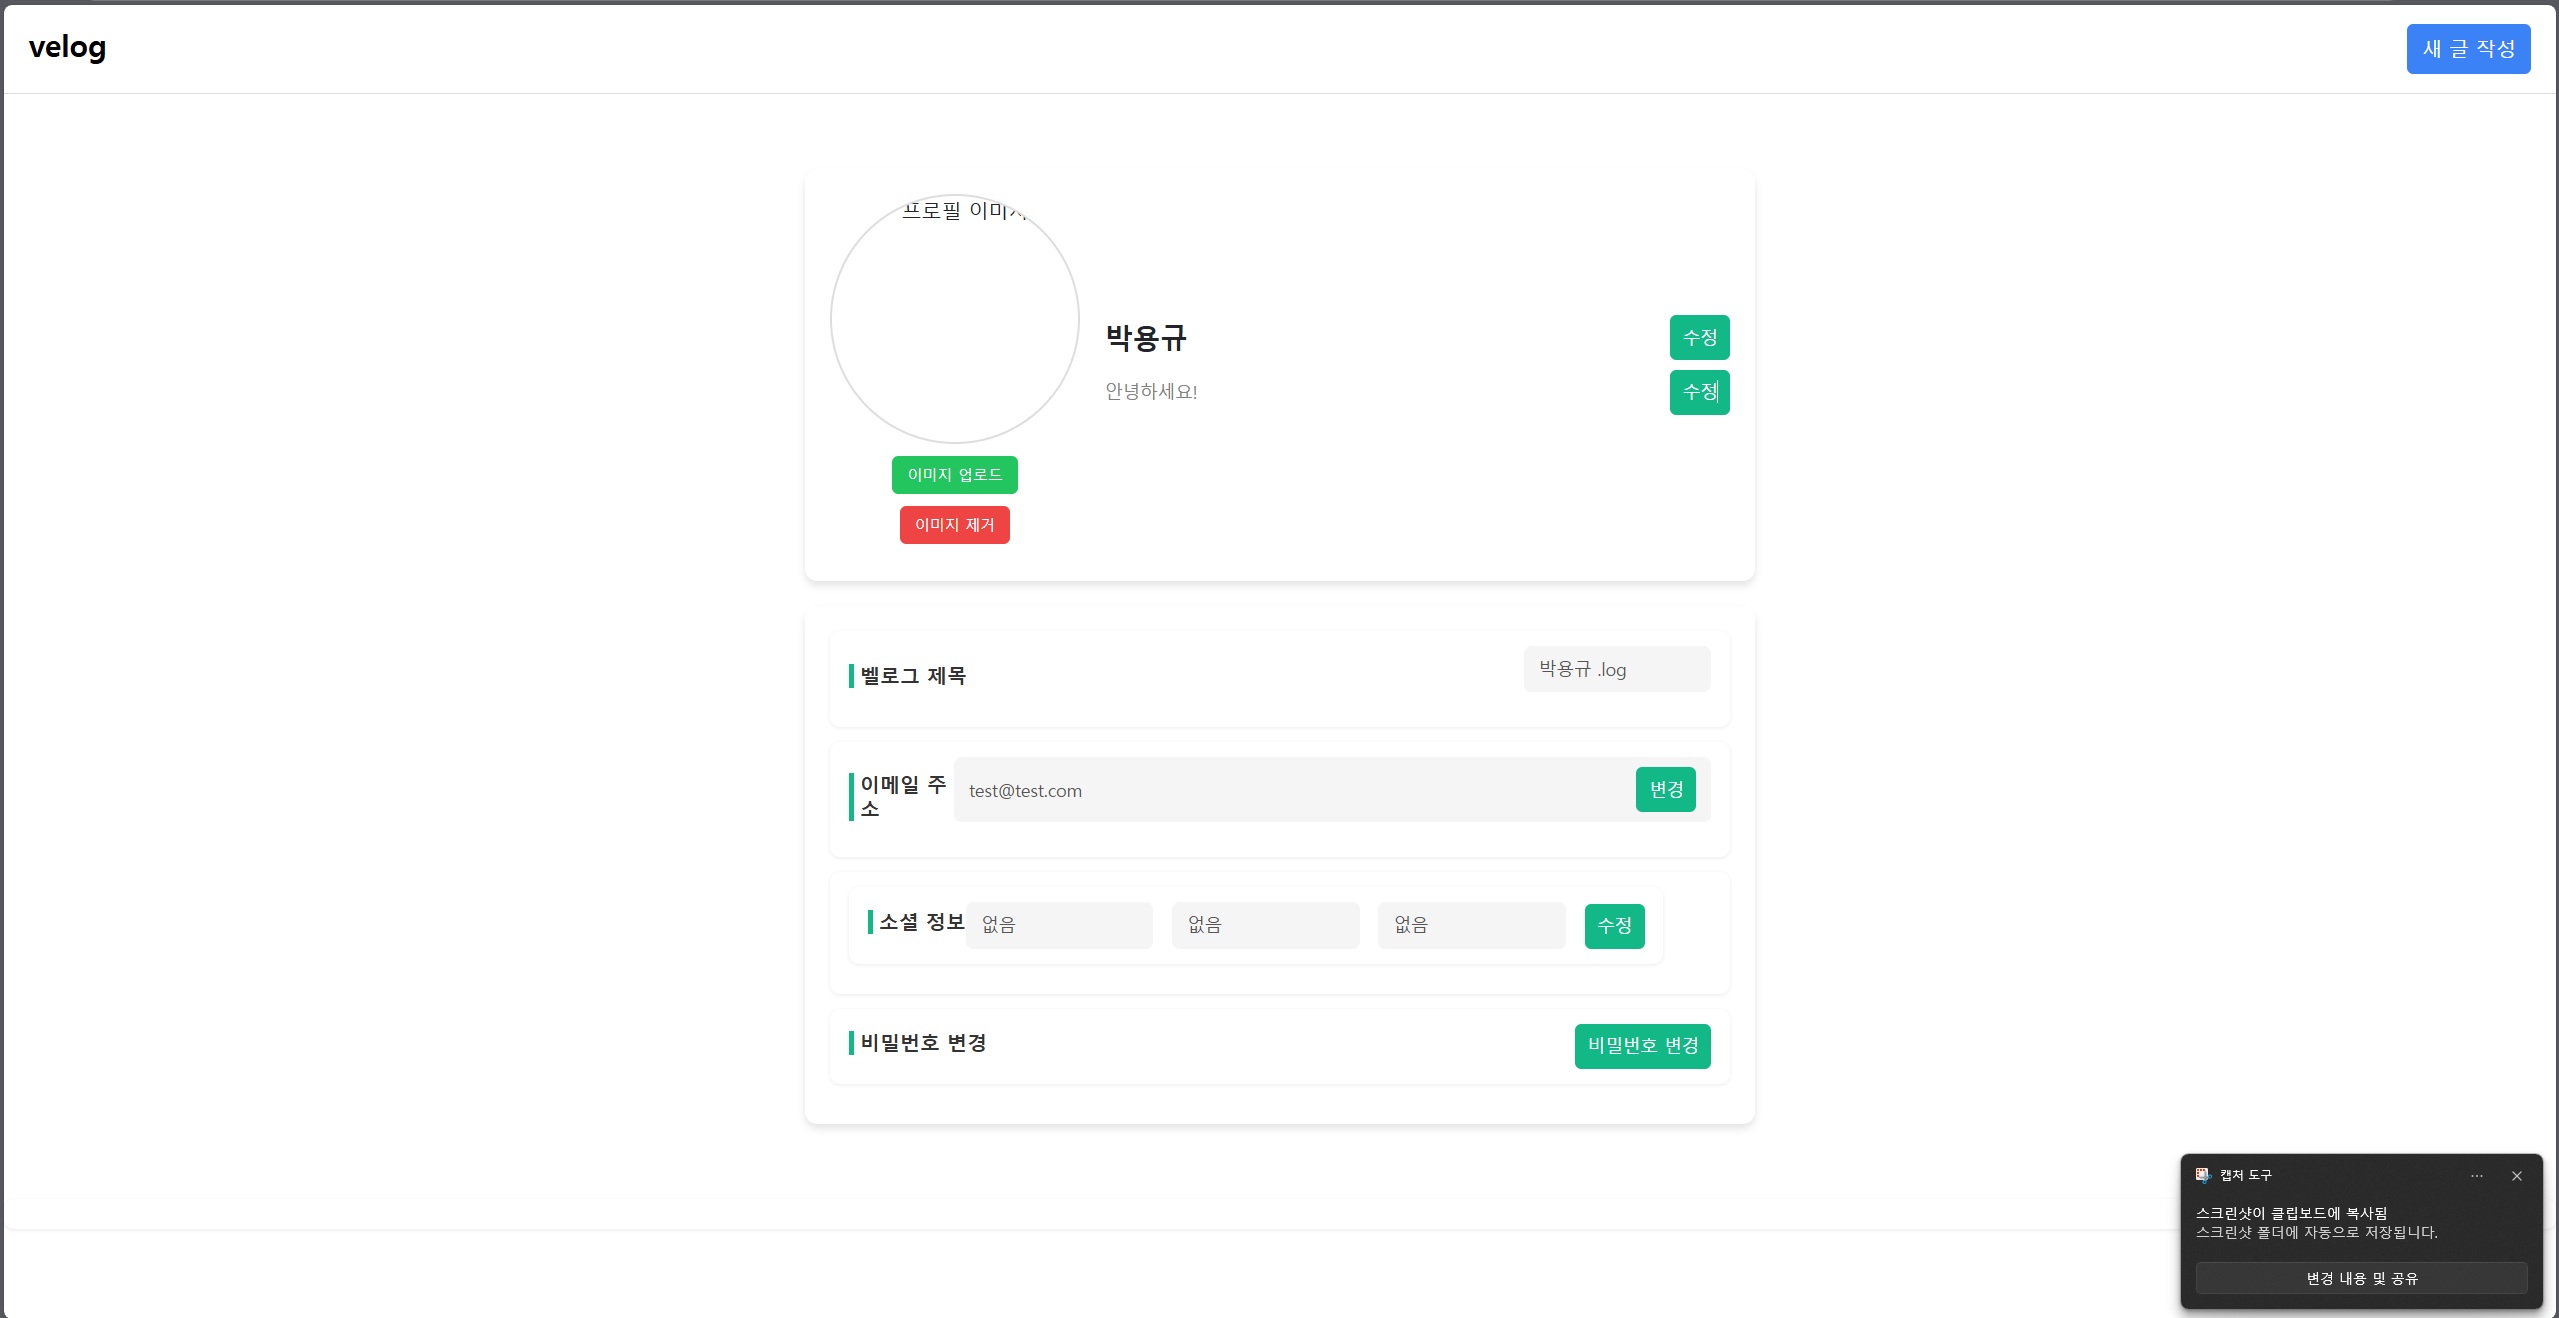 velog
새 글 작성
프로필 이미지
박용규
수정
안녕하세요!
수정
이미지 업로드
이미지 제거
벨로그 제목
박용규 .log
이메일 주
소
test@test.com
변경
소셜 정보
없음
없음
없음
수정
비밀번호 변경
비밀번호 변경
캡처 도구
스크린샷이 클립보드에 복사됨
스크린샷 폴더에 자동으로 저장됩니다.
변경 내용 및 공유